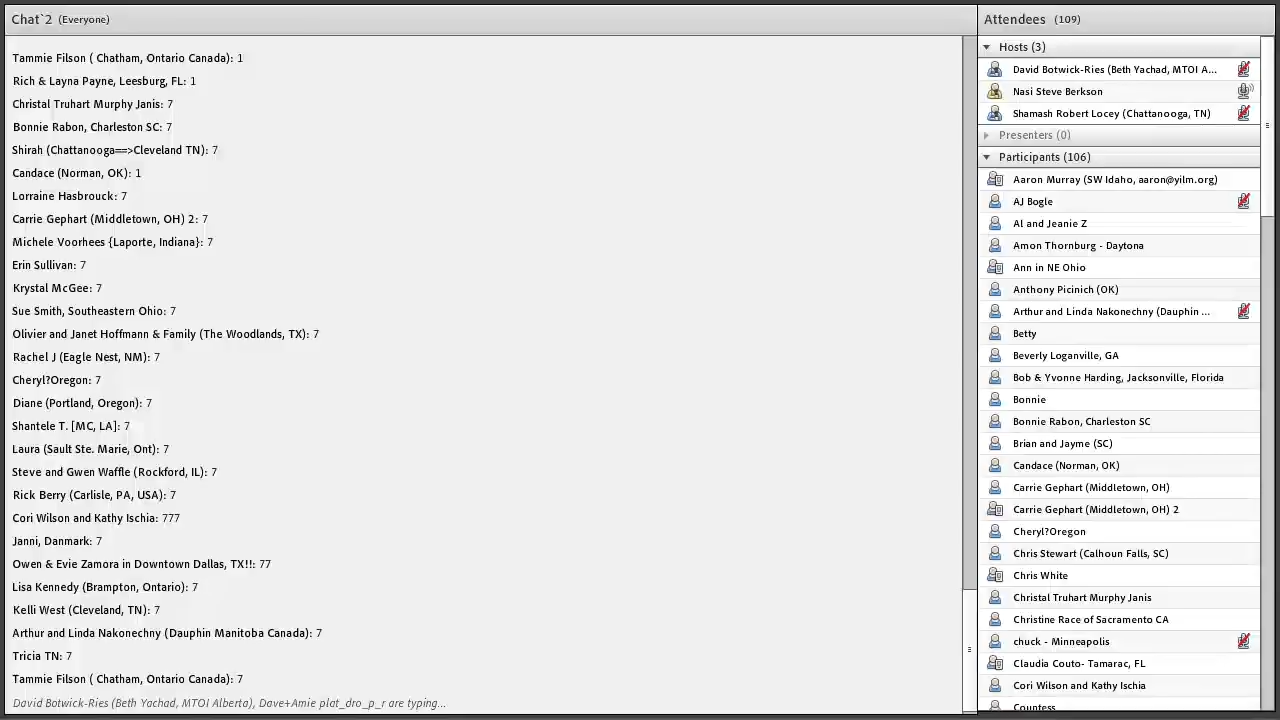 Chat`2 (Everyone)
Tammie Filson ( Chatham, Ontario Canada): 1
Rich & Layna Payne, Leesburg, FL: 1
Christal Truhart Murphy Janis: 7
Bonnie Rabon, Charleston SC: 7
Shirah (Chattanooga==>Cleveland TN): 7
Candace (Norman, OK): 1
Lorraine Hasbrouck: 7
Carrie Gephart (Middletown, OH) 2: 7
Michele Voorhees {Laporte, Indiana}: 7
Erin Sullivan: 7
Krystal McGee: 7
Sue Smith, Southeastern Ohio: 7
Olivier and Janet Hoffmann & Family (The Woodlands, TX): 7
Rachel J (Eagle Nest, NM): 7
Cheryl?Oregon: 7
Diane (Portland, Oregon): 7
Shantele T. [MC, LA]: 7
Laura (Sault Ste. Marie, Ont): 7
Steve and Gwen Waffle (Rockford, IL): 7
Rick Berry (Carlisle, PA, USA): 7
Cori Wilson and Kathy Ischia: 777
Janni, Danmark: 7
Owen & Evie Zamora in Downtown Dallas, TX!!: 77
Lisa Kennedy (Brampton, Ontario): 7
Kelli West (Cleveland, TN): 7
Arthur and Linda Nakonechny (Dauphin Manitoba Canada): 7
Tricia TN: 7
Tammie Filson ( Chatham, Ontario Canada): 7
David Botwick-Ries (Beth Yachad, MTOI Alberta), Dave+Amie plat_dro_p_r are typing...
Attendees (109)
Hosts (3)
David Botwick-Ries (Beth Yachad, MTOI A...
Nasi Steve Berkson
Shamash Robert Locey (Chattanooga, TN)
Presenters (0)
Participants (106)
Aaron Murray (SW Idaho, aaron@yilm.org)
AJ Bogle
Al and Jeanie Z
Amon Thornburg - Daytona
Ann in NE Ohio
Anthony Picinich (OK)
Arthur and Linda Nakonechny (Dauphin ...
Betty
Beverly Loganville, GA
Bob & Yvonne Harding, Jacksonville, Florida
Bonnie
Bonnie Rabon, Charleston SC
Brian and Jayme (SC)
Candace (Norman, OK)
Carrie Gephart (Middletown, OH)
Carrie Gephart (Middletown, OH) 2
Cheryl?Oregon
Chris Stewart (Calhoun Falls, SC)
Chris White
Christal Truhart Murphy Janis
Christine Race of Sacramento CA
chuck - Minneapolis
Claudia Couto- Tamarac, FL
Cori Wilson and Kathy Ischia
Countess